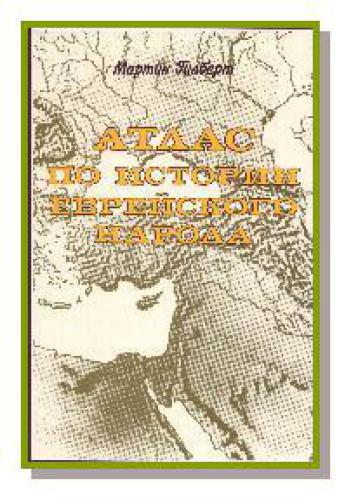 Мартин Гилберт
АТЛАС
ПО ИСТОРИИ
ЕВРЕЙСКОГО
НАРОДА